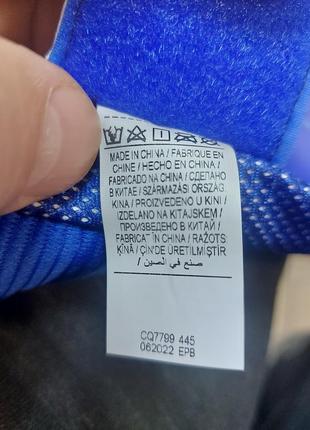 MADE IN CHINA / FABRIQUE EN
CHINE / HECHO EN CHINA /
FABRICADO NA CHINA / СДЕЛАНО
В КИТАЕ / SZÁRMAZÁSI ORSZÁG:
KÍNA / PROIZVEDENO U KINI /
IZDELANO NA KITAJSKEM /
ПРОИЗВЕДЕНО В КИТАЙ /
FABRICAT ÎN CHINA / RAŽOTS:
ĶĪNĀ / ÇİN'DE ÜRETİLMİŞTİR
/ صنع في الصين
CQ7799 445
062022 EPB